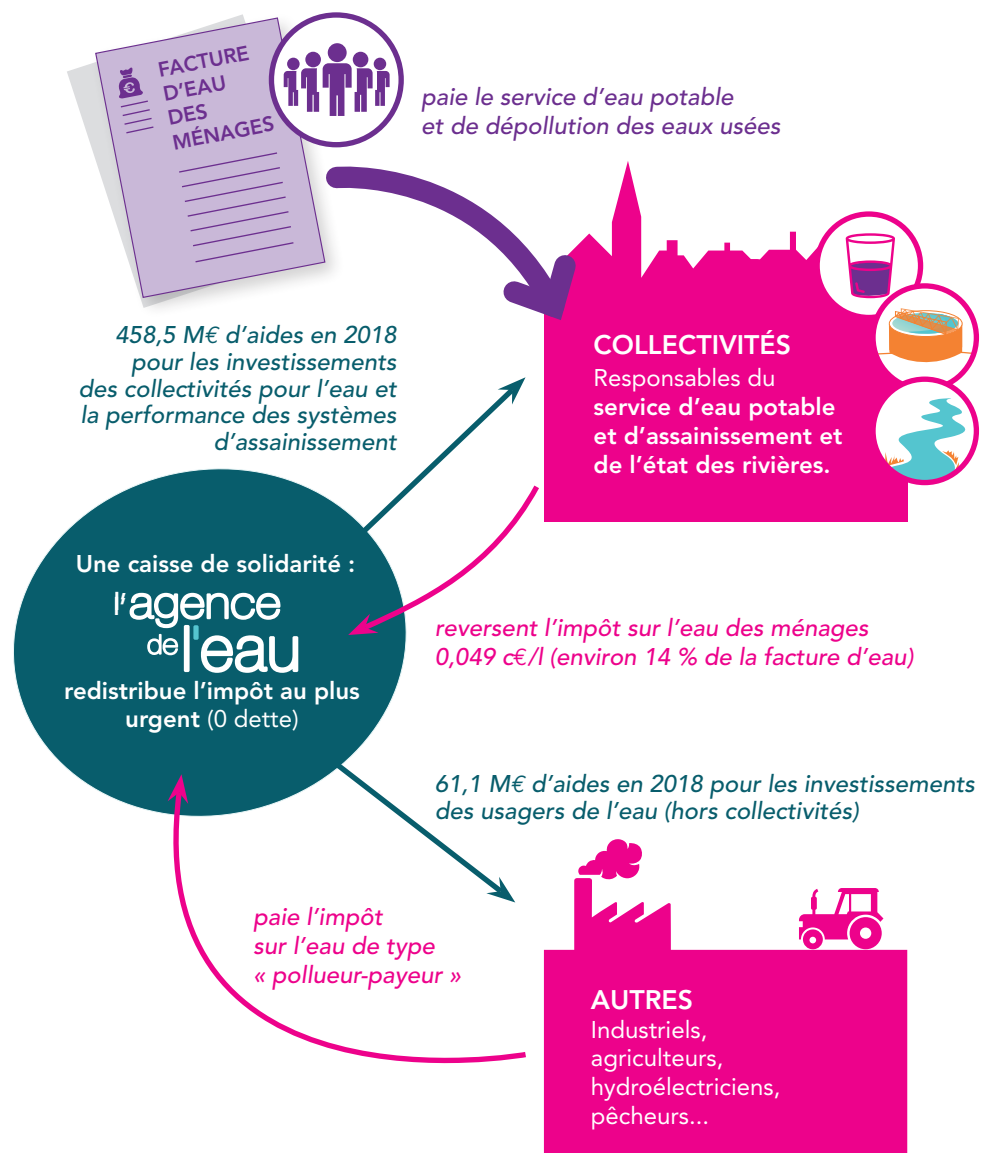 FACTURE
D'EAU
DES
MÉNAGES
paie le service d'eau potable
et de dépollution des eaux usées
458,5 M€ d'aides en 2018
pour les investissements
des collectivités pour l'eau et
la performance des systèmes
d'assainissement
COLLECTIVITÉS
Responsables du
service d'eau potable
et d'assainissement et
de l'état des rivières.
Une caisse de solidarité :
l'agence
de l'eau
redistribue l'impôt au plus
urgent (0 dette)
reversent l'impôt sur l'eau des ménages
0,049 c€/l (environ 14 % de la facture d'eau)
61,1 M€ d'aides en 2018 pour les investissements
des usagers de l'eau (hors collectivités)
paie l'impôt
sur l'eau de type
« pollueur-payeur »
AUTRES
Industriels,
agriculteurs,
hydroélectriciens,
pêcheurs...